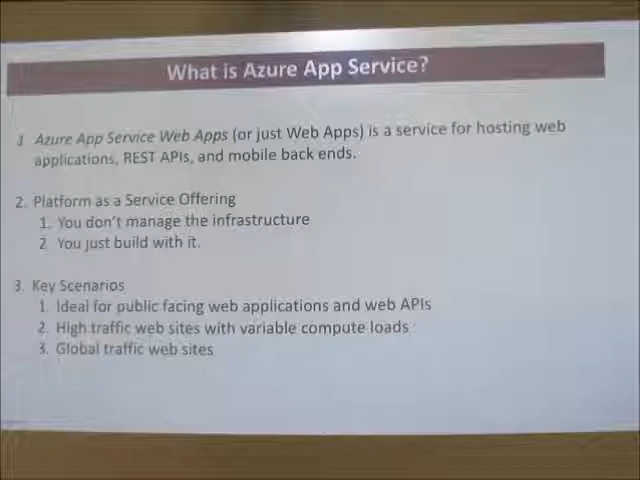 What is Azure App Service?
1 Azure App Service Web Apps (or just Web Apps) is a service for hosting web
applications, REST APIs, and mobile back ends.
2. Platform as a Service Offering
1. You don't manage the infrastructure
2 You just build with it.
3. Key Scenarios
1. Ideal for public facing web applications and web APIs
2. High traffic web sites with variable compute loads
3. Global traffic web sites